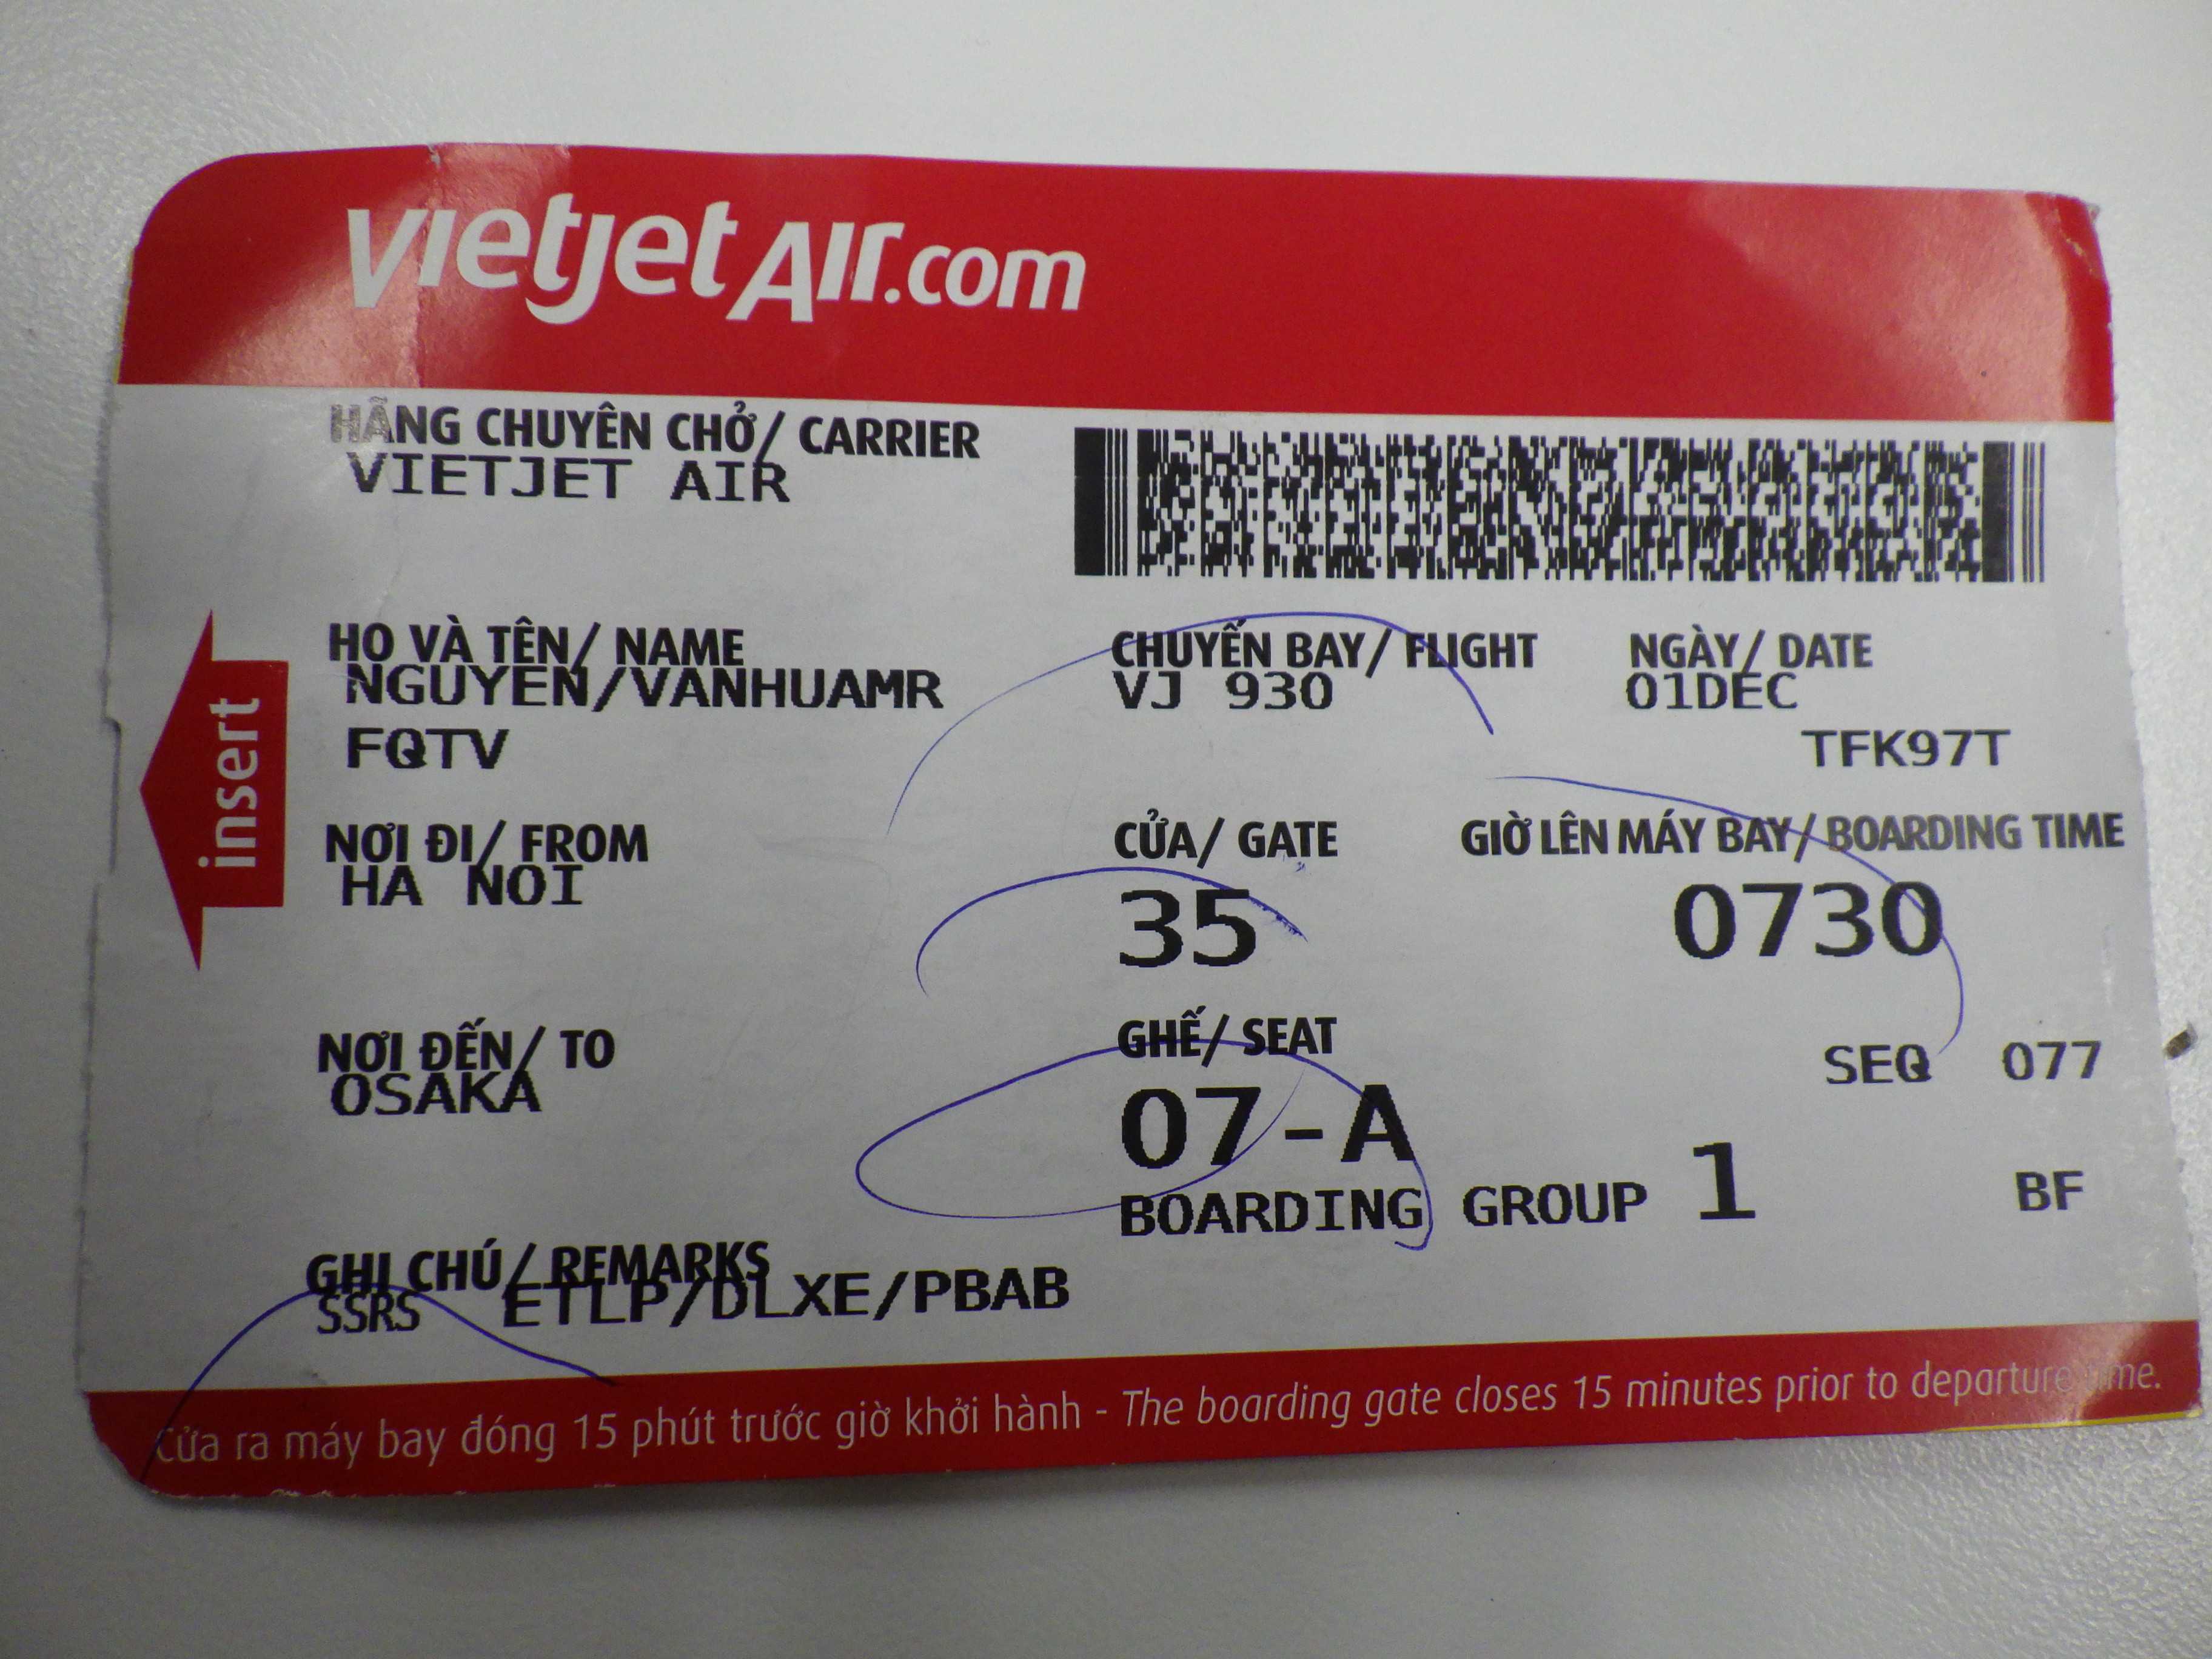 vietjetAir.com
HÃNG CHUYÊN CHỞ/ CARRIER
VIETJET AIR
HỌ VÀ TÊN/ NAME
NGUYEN/VANHUAMR
FQTV
CHUYẾN BAY/ FLIGHT
VJ 930
NGÀY/ DATE
01DEC
TFK97T
insert
NƠI ĐI/ FROM
HA NOI
CỬA/ GATE
35
GIỜ LÊN MÁY BAY/ BOARDING TIME
0730
NƠI ĐẾN/ TO
OSAKA
GHẾ/ SEAT
07-A
SEQ 077
BOARDING GROUP 1
BF
GHI CHÚ/ REMARKS
SSRS ETLP/DLXE/PBAB
Cửa ra máy bay đóng 15 phút trước giờ khởi hành - The boarding gate closes 15 minutes prior to departure time.